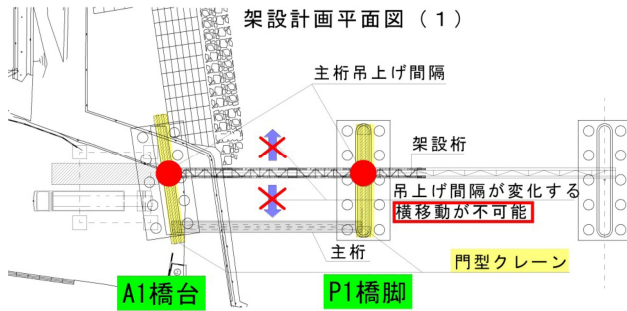 架設計画平面図（１）
主桁吊上げ間隔
架設桁
吊上げ間隔が変化する
横移動が不可能
主桁
門型クレーン
A1橋台
P1橋脚